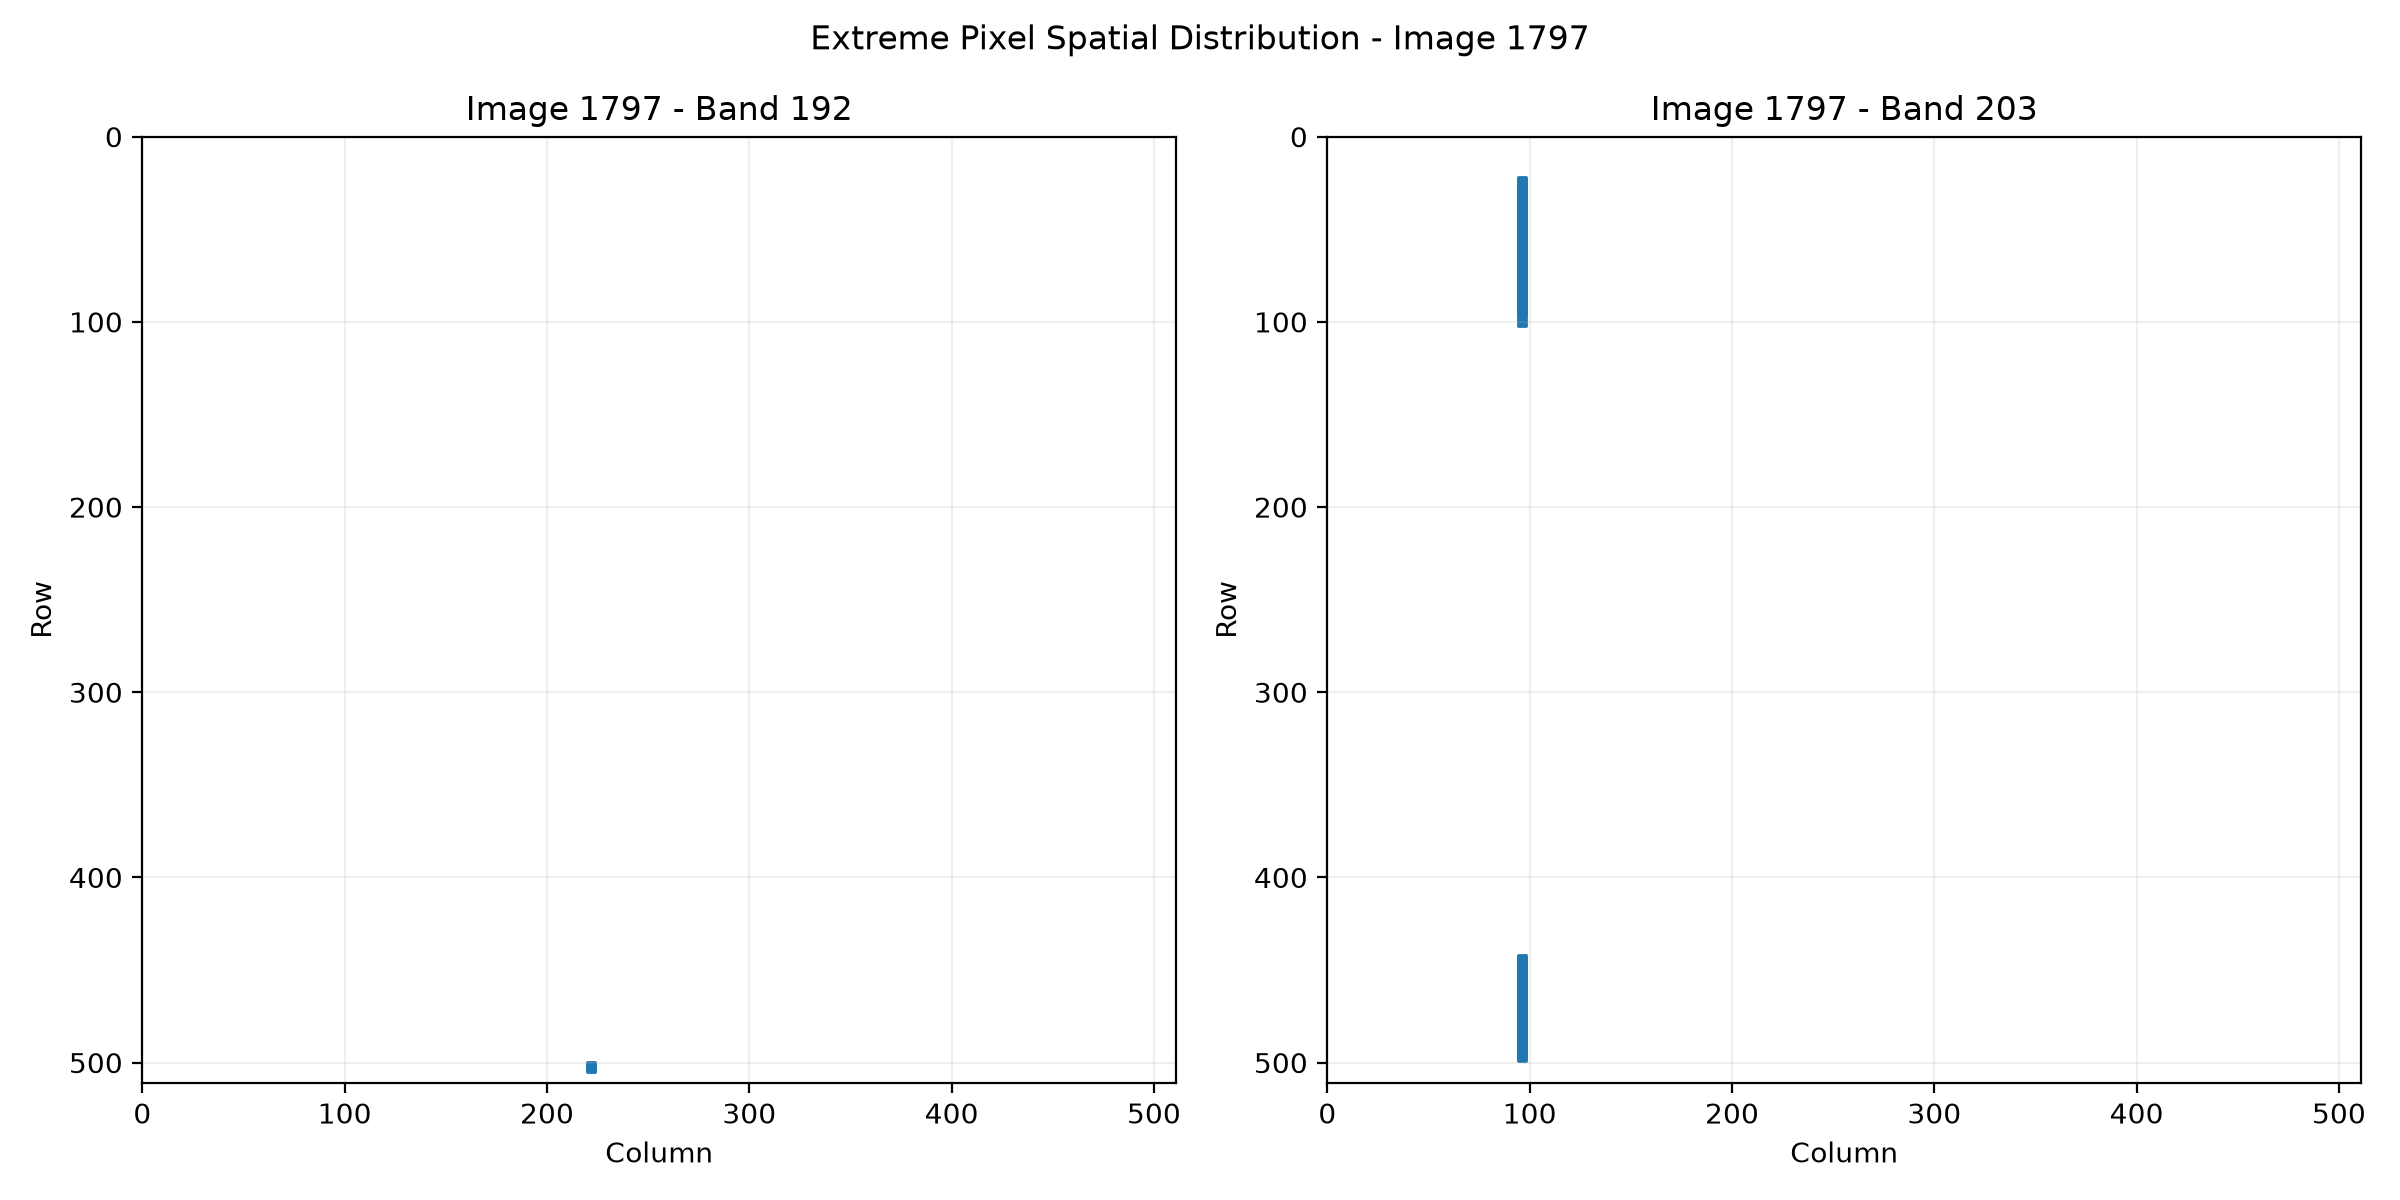 Extreme Pixel Spatial Distribution - Image 1797
Image 1797 - Band 192
0
100
200
300
400
500
Row
0 100 200 300 400 500
Column
Image 1797 - Band 203
0
100
200
300
400
500
Row
0 100 200 300 400 500
Column